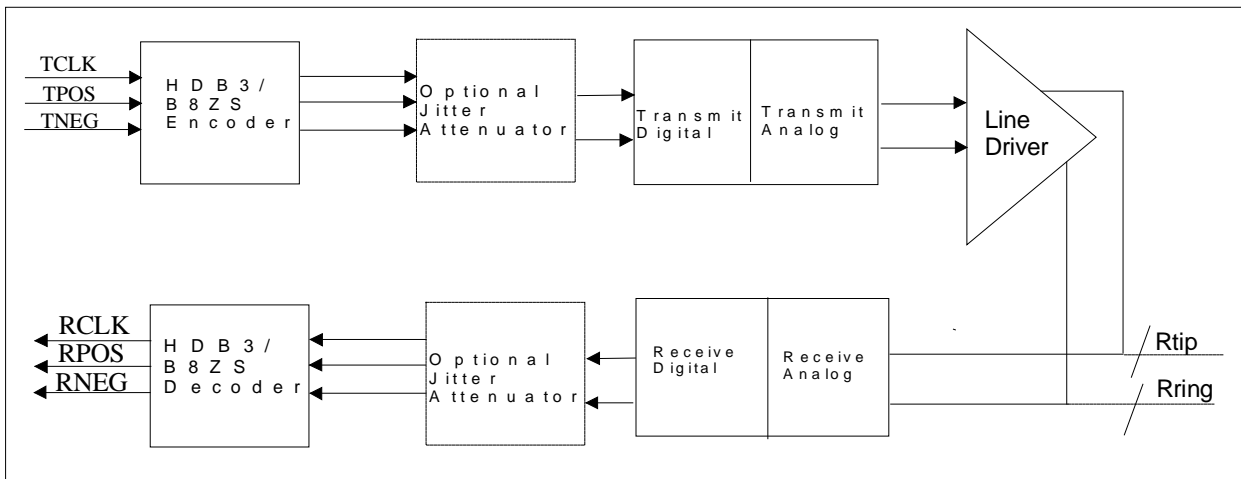 TCLK
TPOS
TNEG
HDB3/
B8ZS
Encoder
Optional
Jitter
Attenuator
Transmit
Digital
Transmit
Analog
Line
Driver
RCLK
RPOS
RNEG
HDB3/
B8ZS
Decoder
Optional
Jitter
Attenuator
Receive
Digital
Receive
Analog
Rtip
Rring